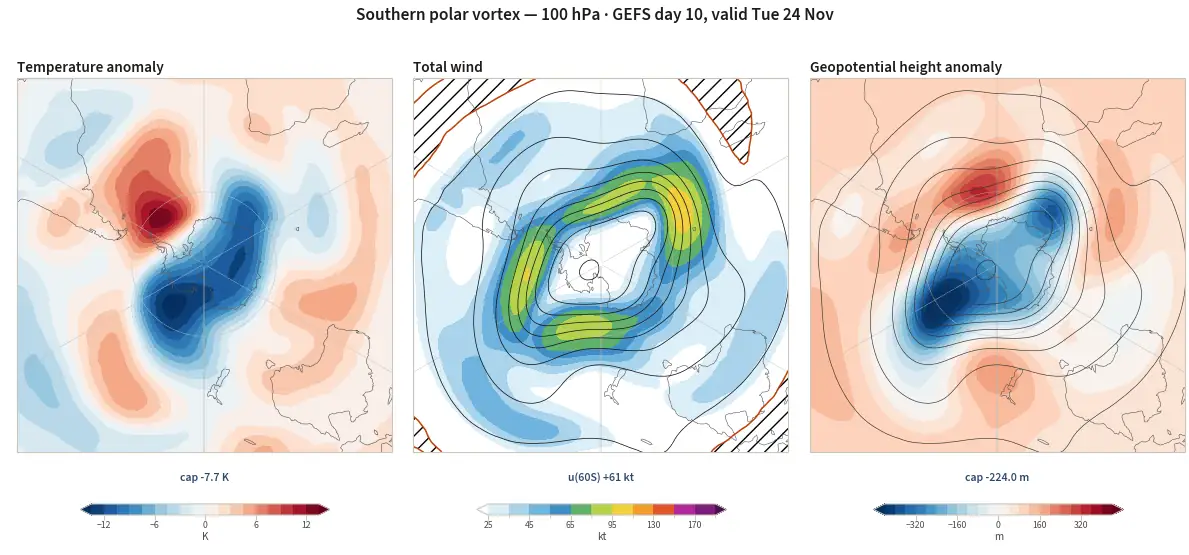 Southern polar vortex — 100 hPa · GEFS day 10, valid Tue 24 Nov
Temperature anomaly
Total wind
Geopotential height anomaly
cap -7.7 K
u(60S) +61 kt
cap -224.0 m
−12 −6 0 6 12
K
25 45 65 95 130 170
kt
−320 −160 0 160 320
m